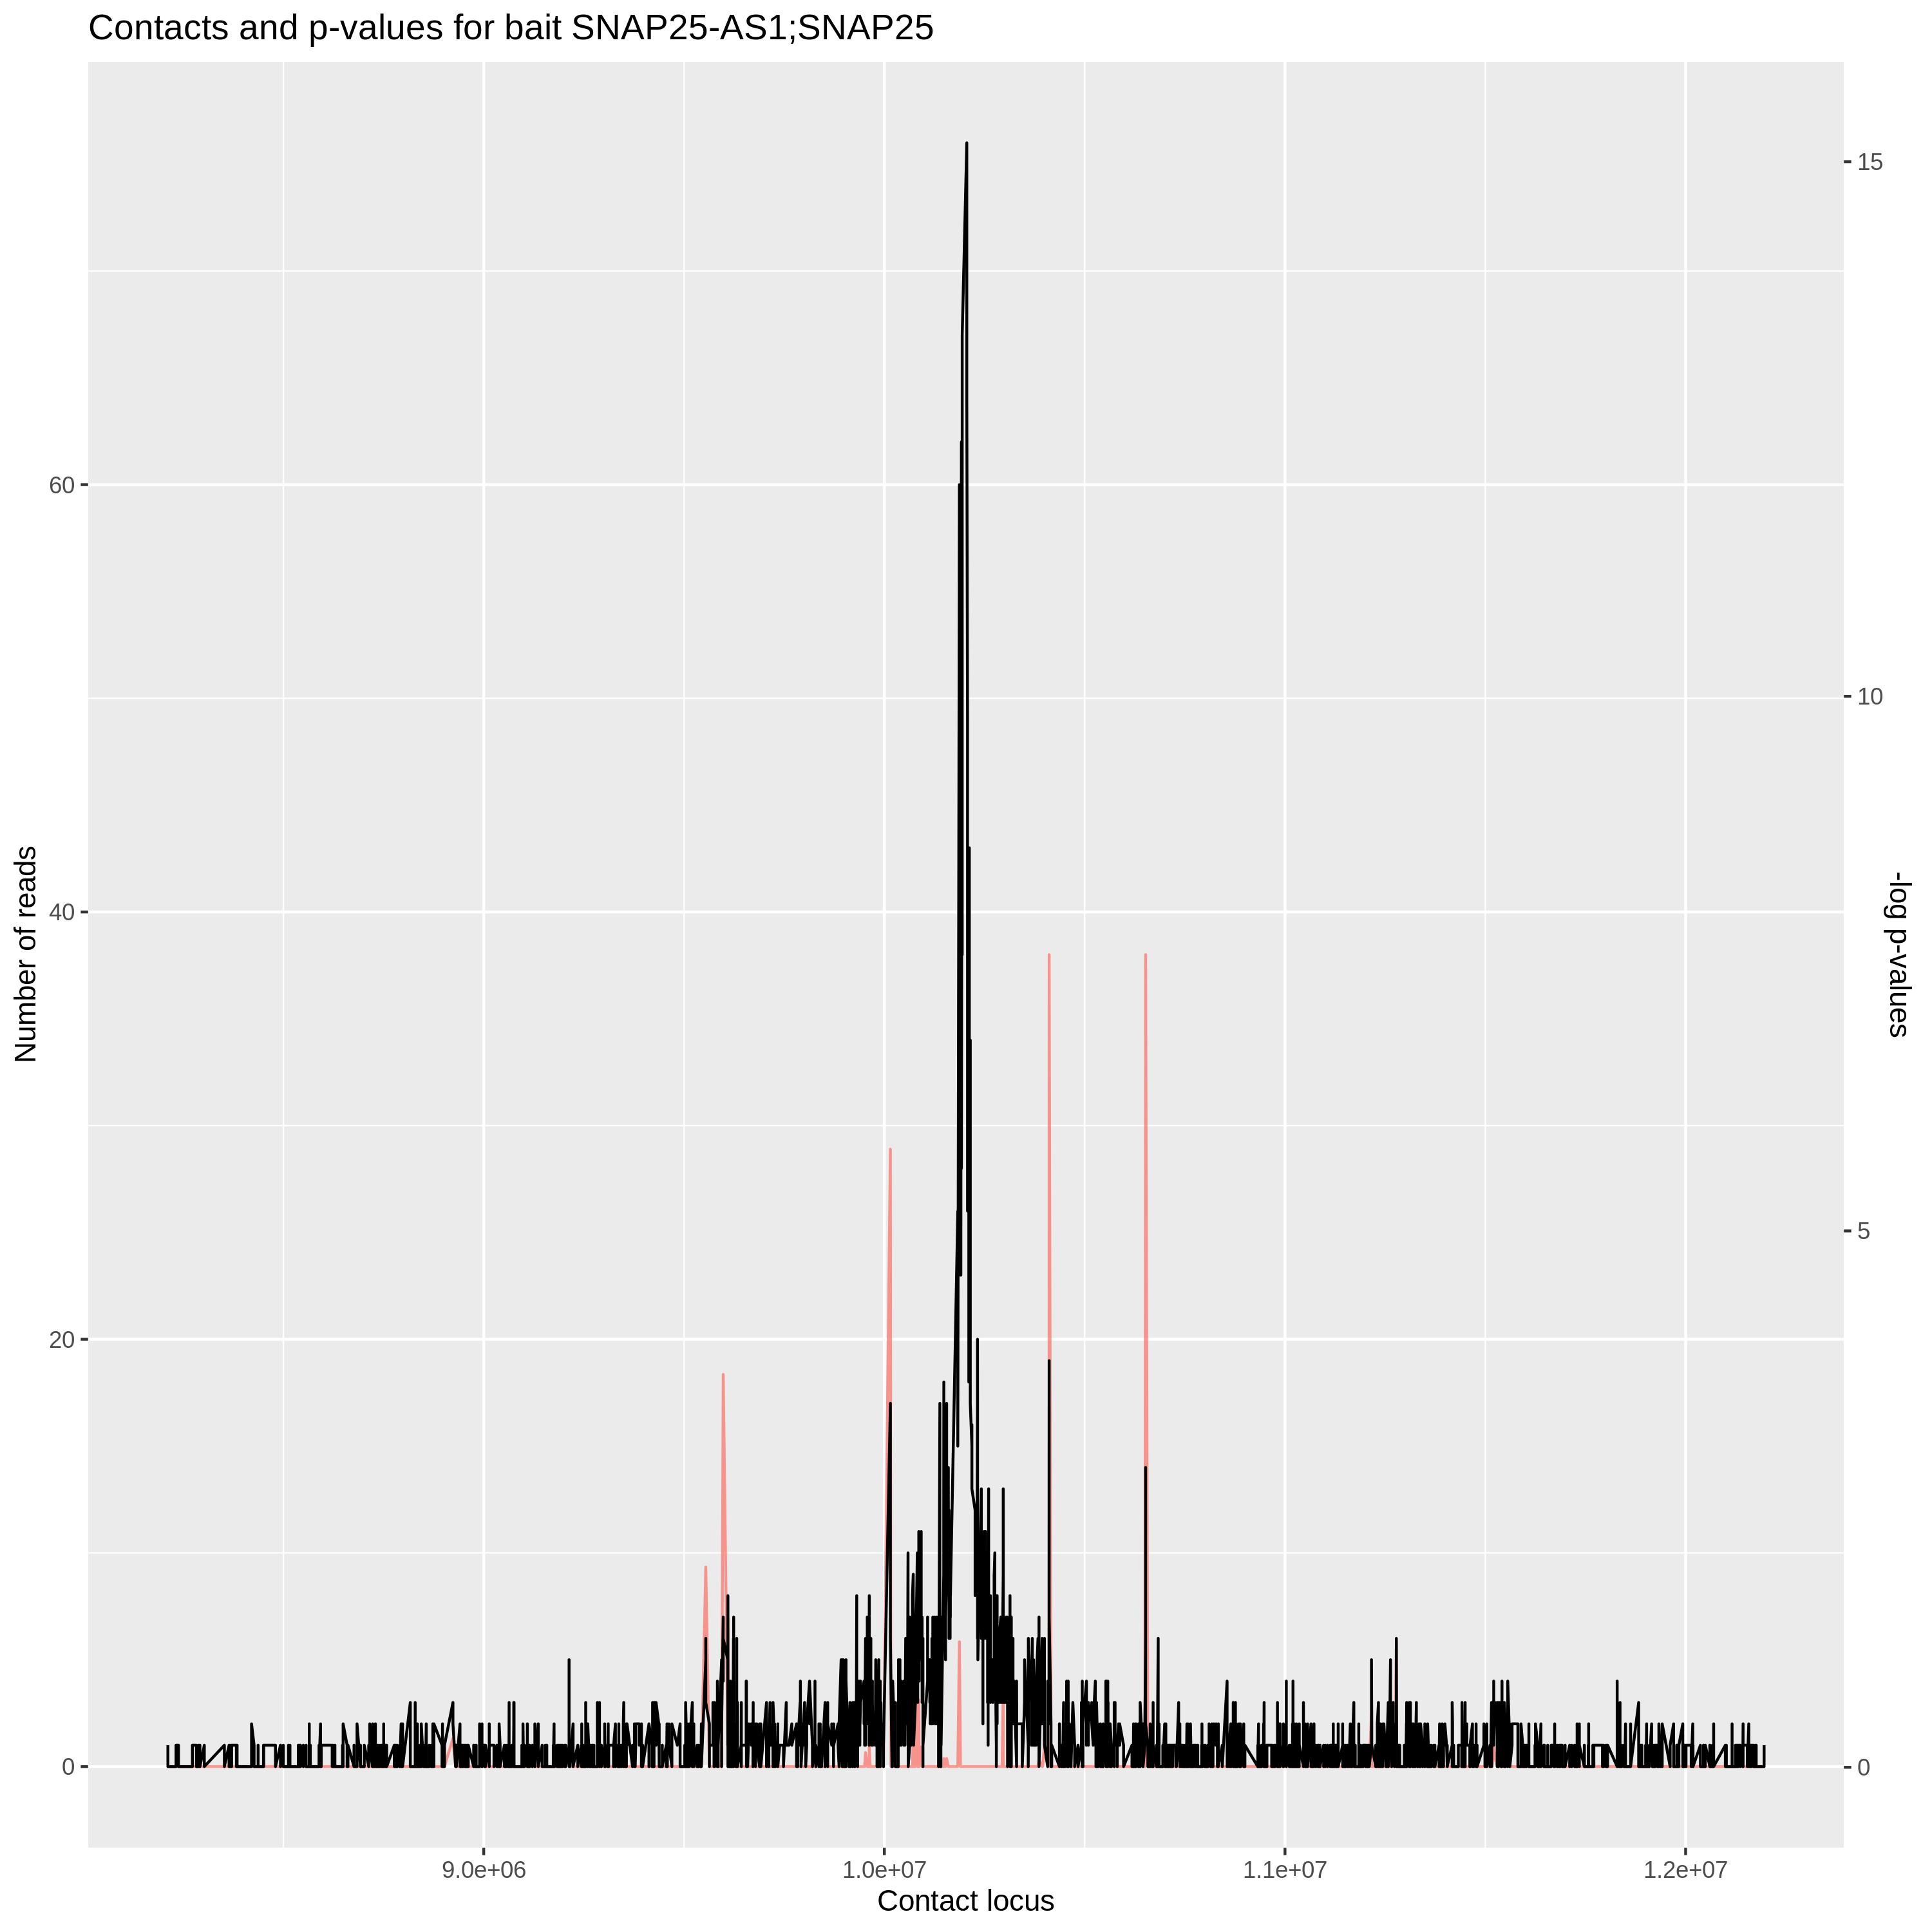 Contacts and p-values for bait SNAP25-AS1;SNAP25
Number of reads
60
40
20
0
15
10
5
0
-log p-values
9.0e+06
1.0e+07
1.1e+07
1.2e+07
Contact locus